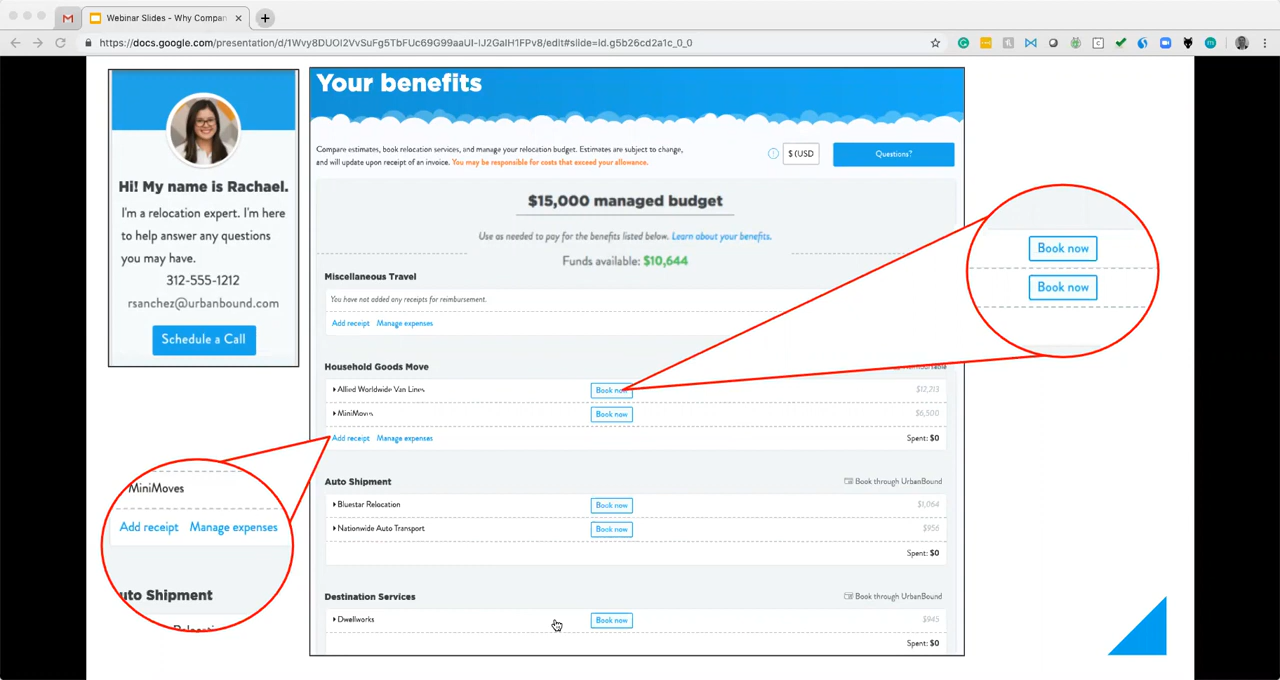 Webinar Slides - Why Compan
https://docs.google.com/presentation/d/1Wvy8DUOI2VvSuFg5TbFUc69G99aaUI-IJ2GalH1FPv8/edit#slide=id.g5b26cd2a1c_0_0
Hi! My name is Rachael.
I'm a relocation expert. I'm here
to help answer any questions
you may have.
312-555-1212
rsanchez@urbanbound.com
Schedule a Call
Your benefits
Compare estimates, book relocation services, and manage your relocation budget. Estimates are subject to change,
and will update upon receipt of an invoice. You may be responsible for costs that exceed your allowance.
$ (USD
Questions?
$15,000 managed budget
Use as needed to pay for the benefits listed below. Learn about your benefits.
Funds available: $10,644
Miscellaneous Travel
You have not added any receipts for reimbursement.
Add receipt Manage expenses
Household Goods Move
Allied Worldwide Van Lines Book now $12,213
MiniMoves Book now $6,500
Add receipt Manage expenses Spent: $0
Auto Shipment Book through UrbanBound
Bluestar Relocation Book now $1,064
Nationwide Auto Transport Book now $956
Spent: $0
Destination Services Book through UrbanBound
Dwellworks Book now $945
Spent: $0
Book now
Book now
MiniMoves
Add receipt Manage expenses
uto Shipment